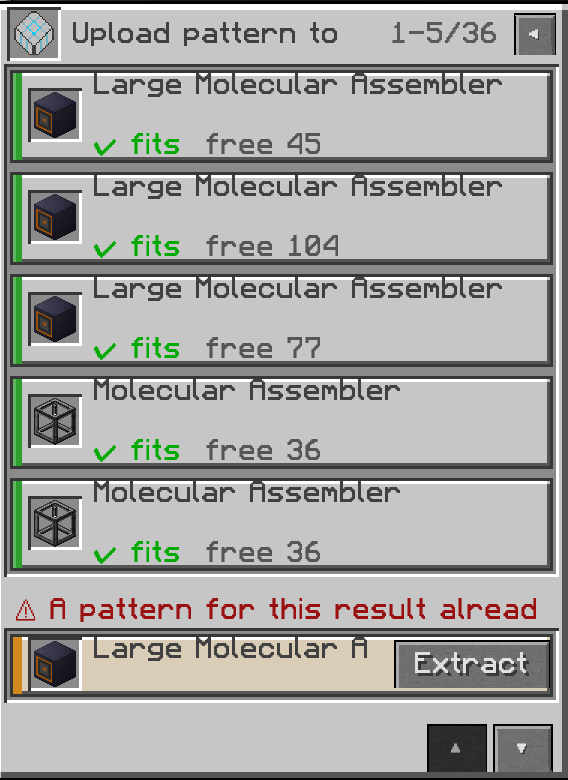 Upload pattern to 1-5/36
Large Molecular Assembler
✓ fits free 45
Large Molecular Assembler
✓ fits free 104
Large Molecular Assembler
✓ fits free 77
Molecular Assembler
✓ fits free 36
Molecular Assembler
✓ fits free 36
⚠ A pattern for this result alread
Large Molecular A
Extract